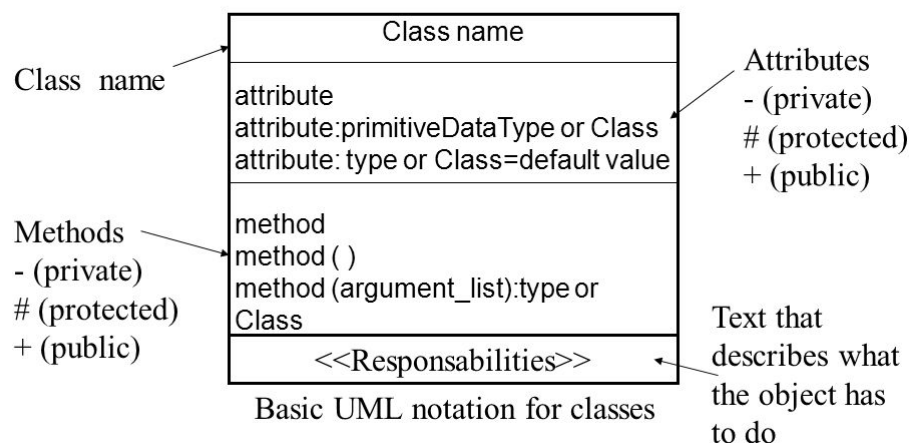 Class name
Class name
attribute
attribute:primitiveDataType or Class
attribute: type or Class=default value
Attributes
- (private)
# (protected)
+ (public)
method
method ( )
method (argument_list):type or
Class
Methods
- (private)
# (protected)
+ (public)
<<Responsabilities>>
Text that
describes what
the object has
to do
Basic UML notation for classes